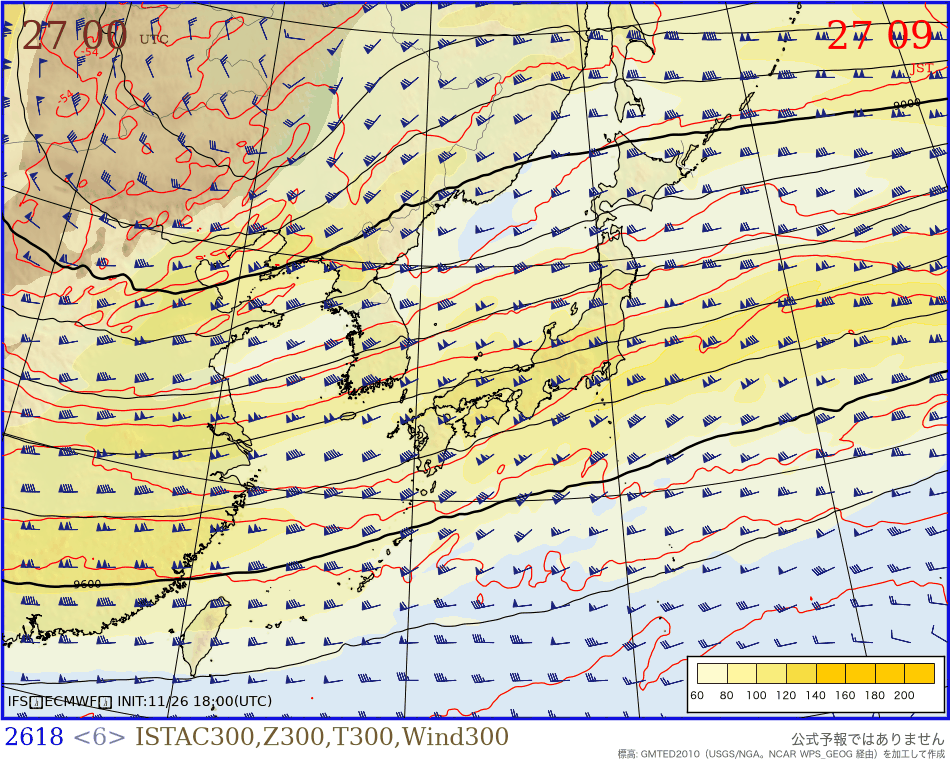 27 00 UTC
27 09
JST
-54
-54
9000
9600
IFS ECMWF INIT:11/26 18:00(UTC)
60 80 100 120 140 160 180 200
2618 <6> ISTAC300,Z300,T300,Wind300
公式予報ではありません
標高: GMTED2010（USGS/NGA。NCAR WPS_GEOG 経由）を加工して作成